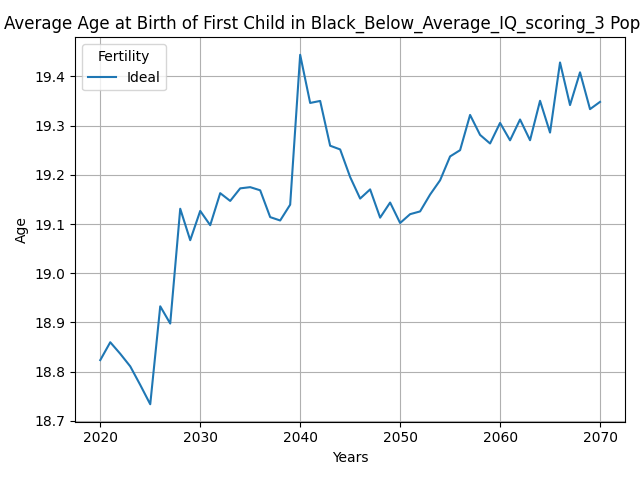 Average Age at Birth of First Child in Black_Below_Average_IQ_scoring_3 Pop
Fertility
Ideal
19.4
19.3
19.2
19.1
19.0
18.9
18.8
18.7
Age
2020 2030 2040 2050 2060 2070
Years